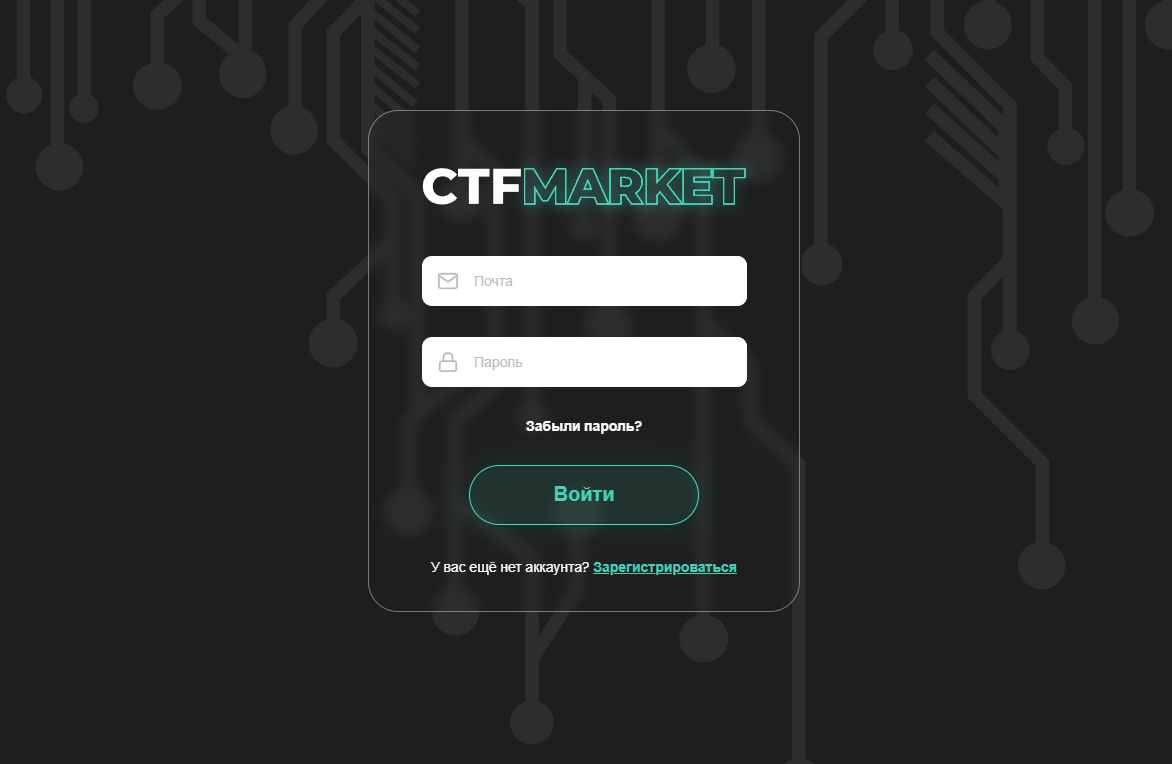 CTFMARKET
Почта
Пароль
Забыли пароль?
Войти
У вас ещё нет аккаунта? Зарегистрироваться